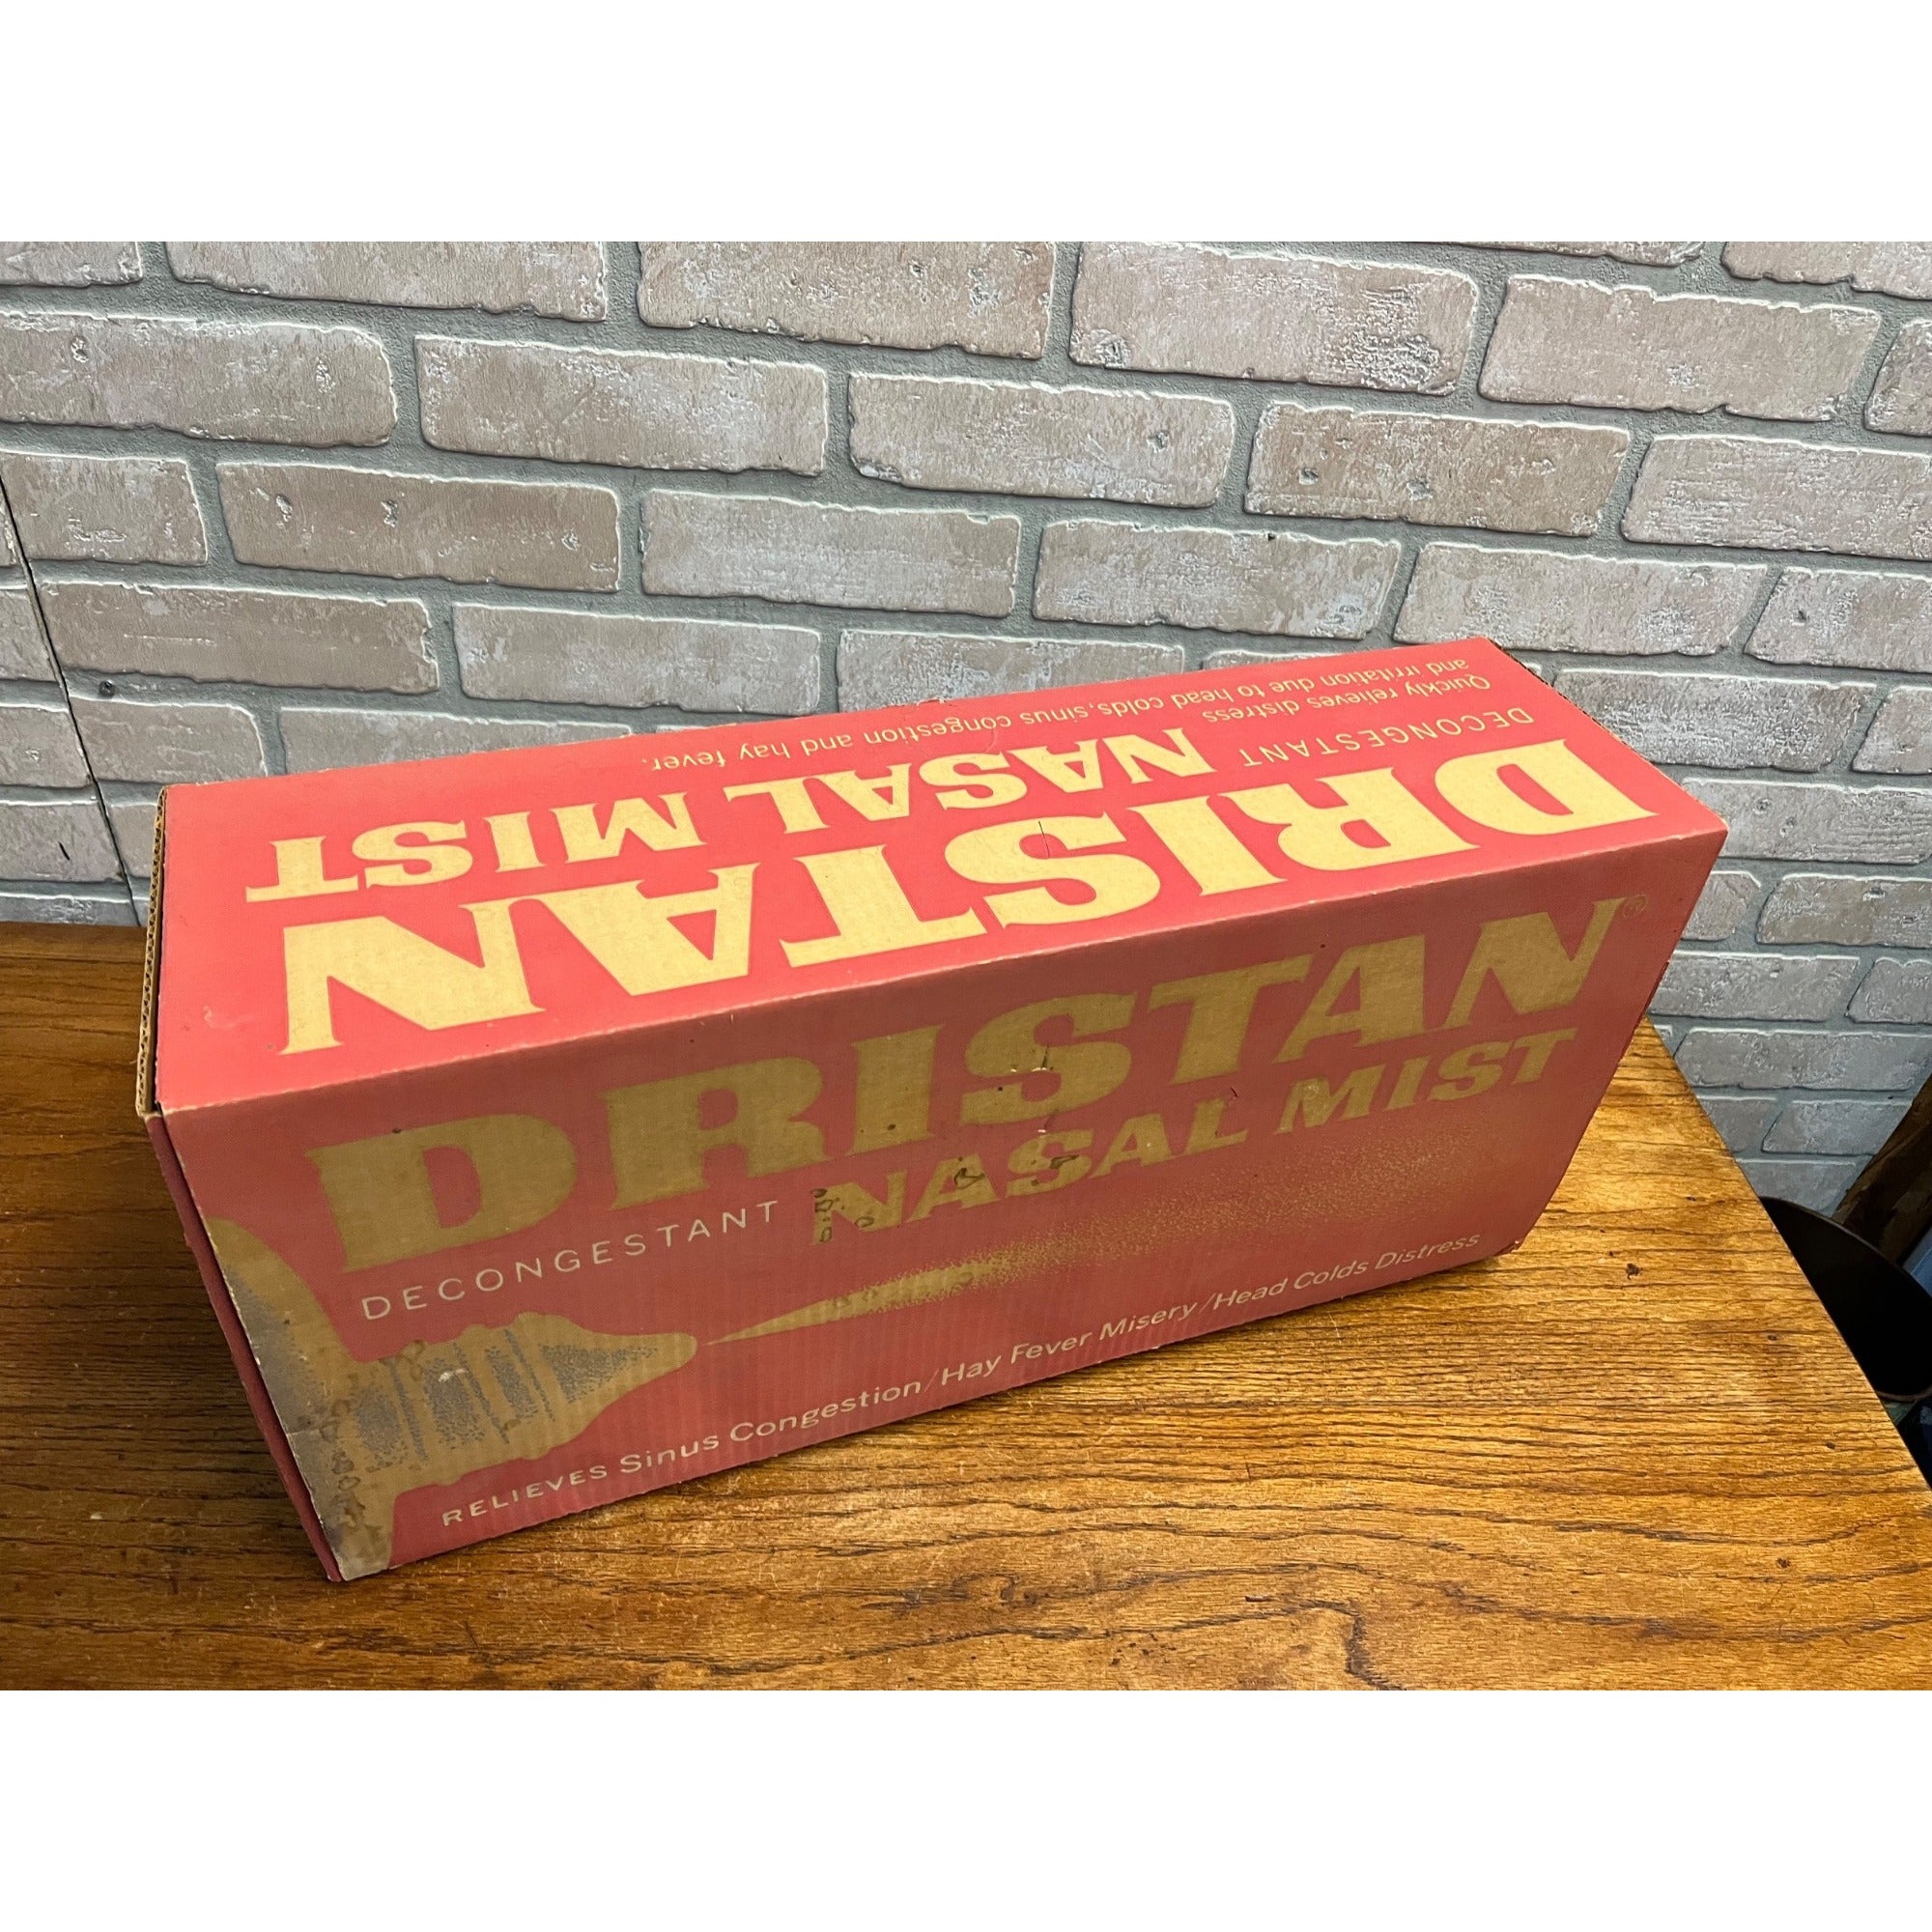 DRISTAN
DECONGESTANT NASAL MIST
Quickly relieves distress
and irritation due to head colds, sinus congestion and hay fever.
DRISTAN®
DECONGESTANT NASAL MIST
RELIEVES Sinus Congestion/Hay Fever Misery/Head Colds Distress